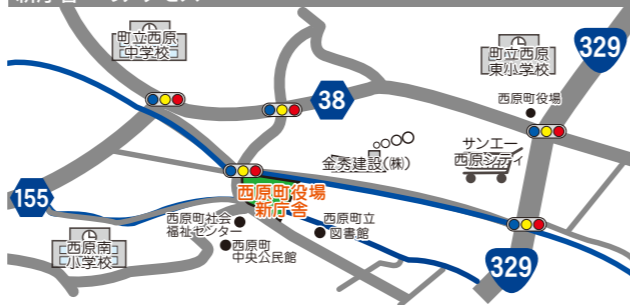 町立西原
中学校
町立西原
東小学校
329
西原町役場
38
サンエー
西原シティ
金秀建設(株)
155
西原町役場
新庁舎
西原町社会
福祉センター
西原町
中央公民館
西原町立
図書館
西原南
小学校
329